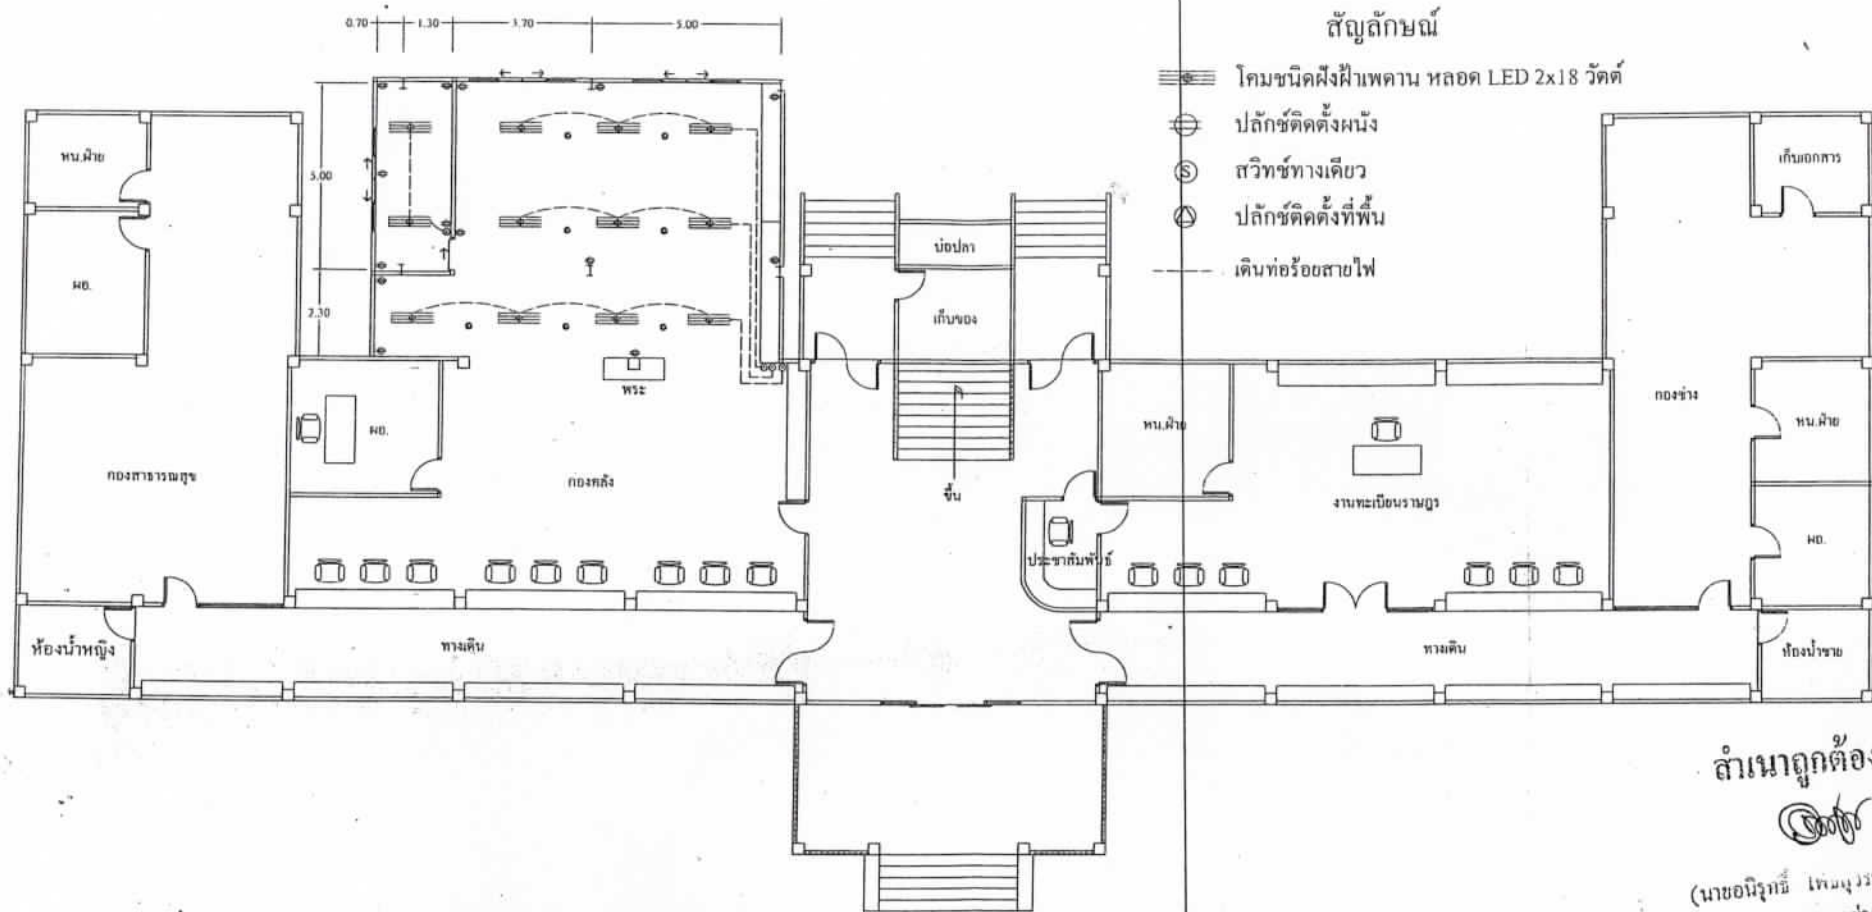 0.70 1.30 3.70 5.00
สัญลักษณ์
โคมชนิดฝังฝ้าเพดาน หลอด LED 2x18 วัตต์
ปลั๊กช์ติดตั้งผนัง
S สวิทช์ทางเดียว
ปลั๊กช์ติดตั้งที่พื้น
เดินท่อร้อยสายไฟ
หน.ฝ่าย
5.00
เก็บเอกสาร
ผอ.
บ่อปลา
2.30
เก็บของ
พระ
กองช่าง
ผอ.
หน.ฝ่าย
หน.ฝ่าย
กองสาธารณสุข
กองคลัง
ขึ้น
งานทะเบียนราษฎร
ประชาสัมพันธ์
ผอ.
ห้องน้ำหญิง
ทางเดิน
ทางเดิน
ห้องน้ำชาย
สำเนาถูกต้อง
(นายอนิรุทธิ์